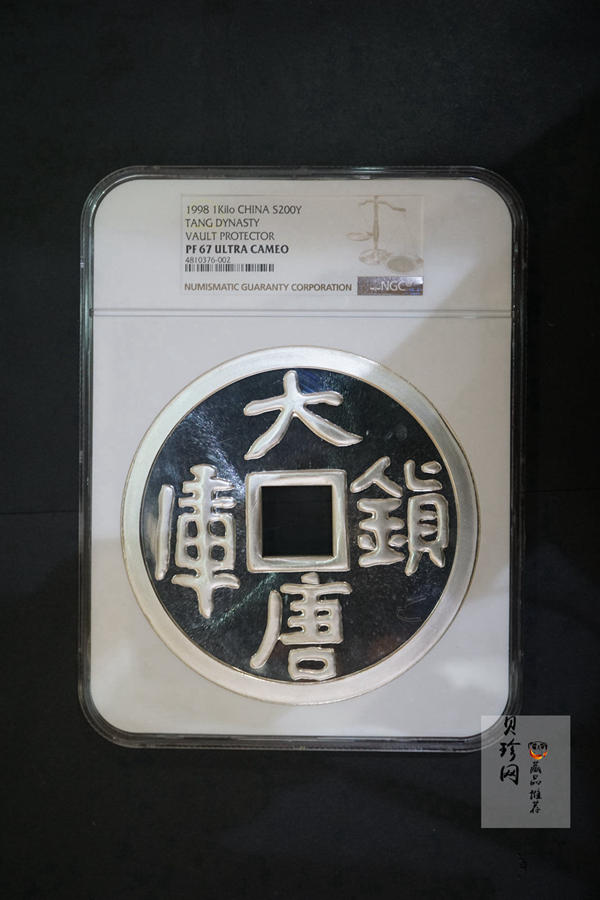 1998 1Kilo CHINA S200Y
TANG DYNASTY
VAULT PROTECTOR
PF 67 ULTRA CAMEO
4810376-002
NUMISMATIC GUARANTY CORPORATION
NGC
大
唐
鎮
庫
贝珍网
藏品推荐